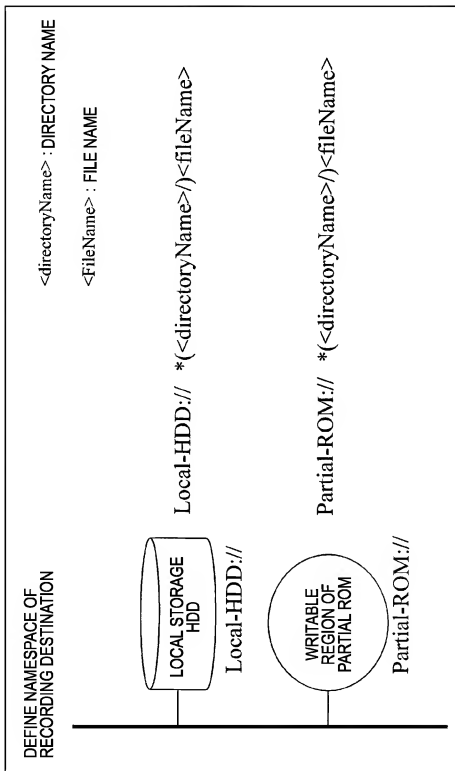 DEFINE NAMESPACE OF
RECORDING DESTINATION
<directoryName> : DIRECTORY NAME
<FileName> : FILE NAME
LOCAL STORAGE
HDD
Local-HDD://
Local-HDD:// *(<directoryName>/)<fileName>
WRITABLE
REGION OF
PARTIAL ROM
Partial-ROM://
Partial-ROM:// *(<directoryName>/)<fileName>